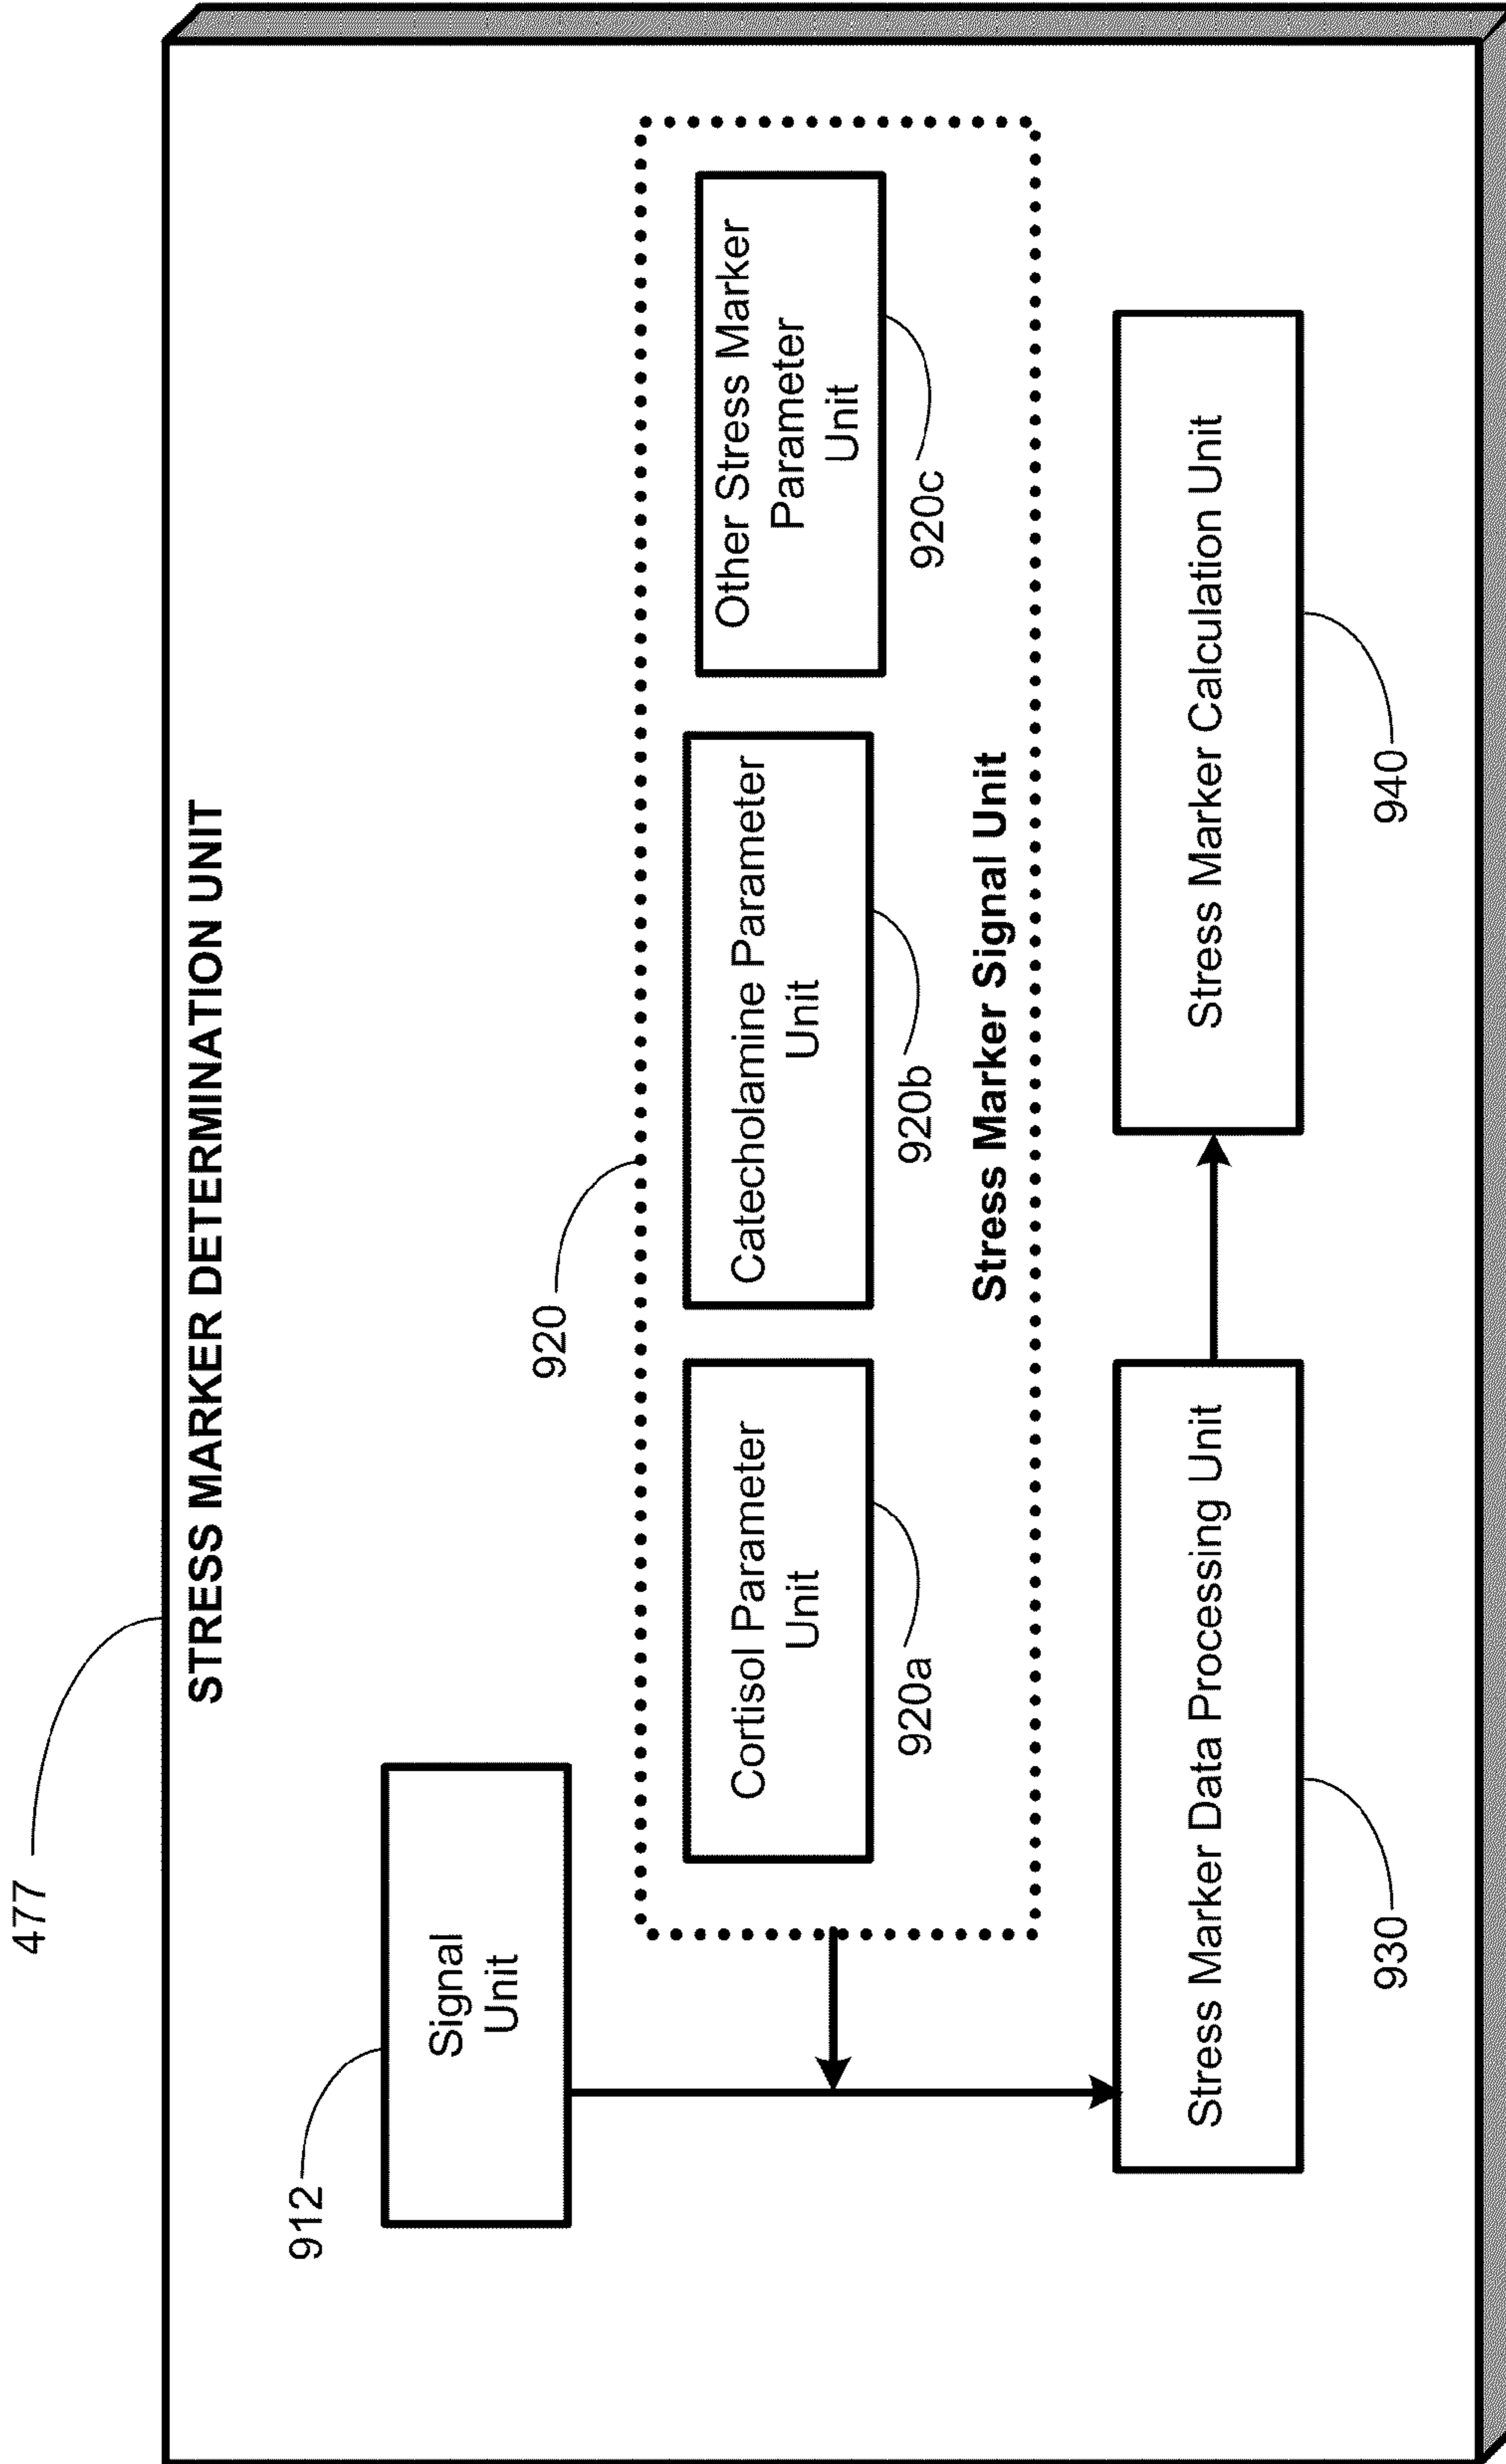 477
STRESS MARKER DETERMINATION UNIT
912
Signal
Unit
920
Cortisol Parameter
Unit
920a
Catecholamine Parameter
Unit
920b
Other Stress Marker
Parameter
Unit
920c
Stress Marker Signal Unit
Stress Marker Data Processing Unit
930
Stress Marker Calculation Unit
940